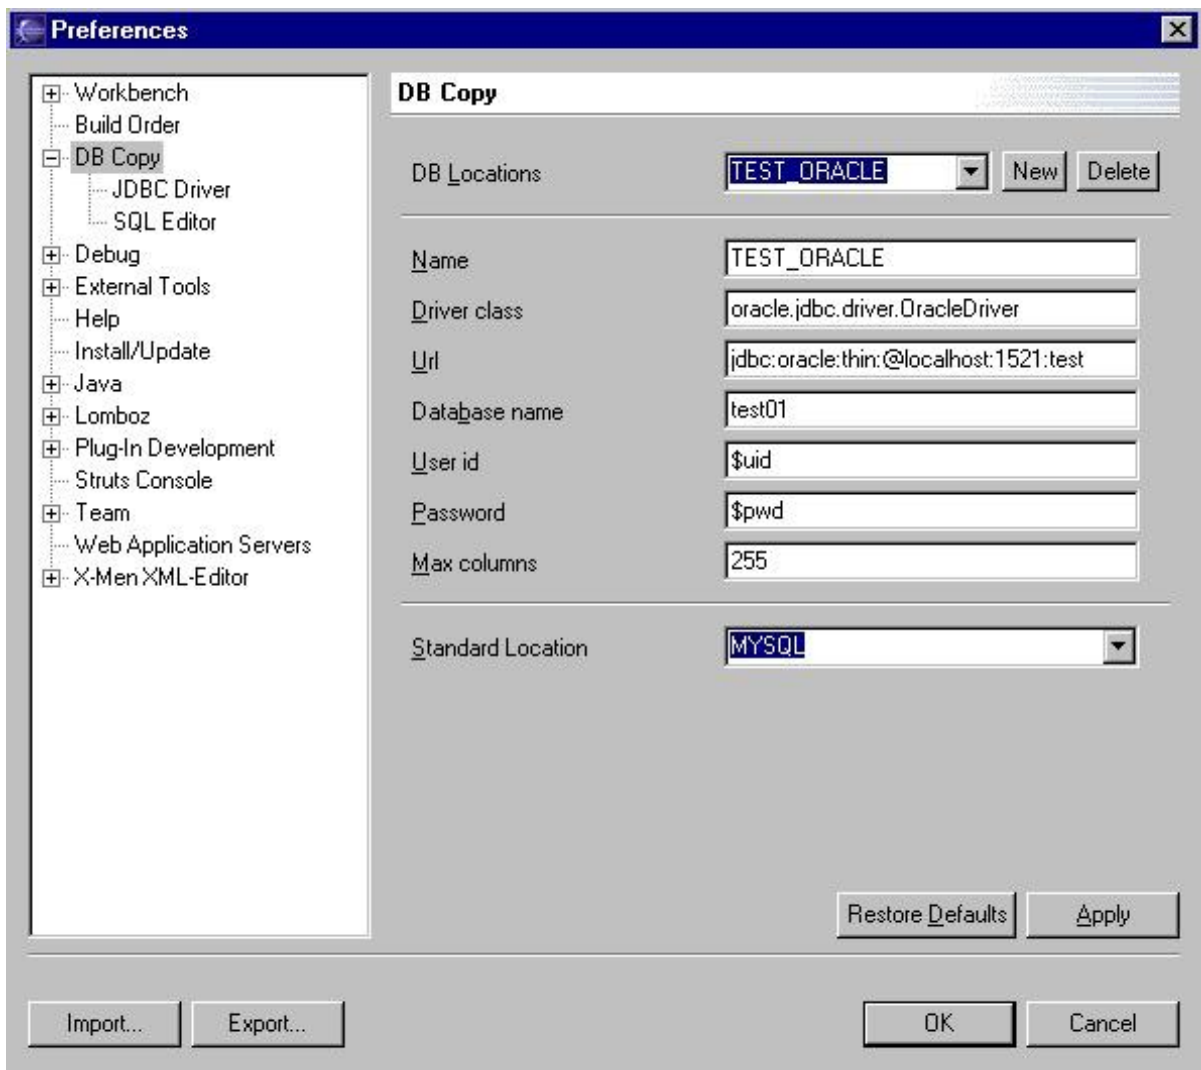 Preferences
Workbench
Build Order
DB Copy
JDBC Driver
SQL Editor
Debug
External Tools
Help
Install/Update
Java
Lomboz
Plug-In Development
Struts Console
Team
Web Application Servers
X-Men XML-Editor
DB Copy
DB Locations TEST_ORACLE New Delete
Name TEST_ORACLE
Driver class oracle.jdbc.driver.OracleDriver
Url jdbc:oracle:thin:@localhost:1521:test
Database name test01
User id $uid
Password $pwd
Max columns 255
Standard Location MYSQL
Restore Defaults Apply
Import... Export... OK Cancel